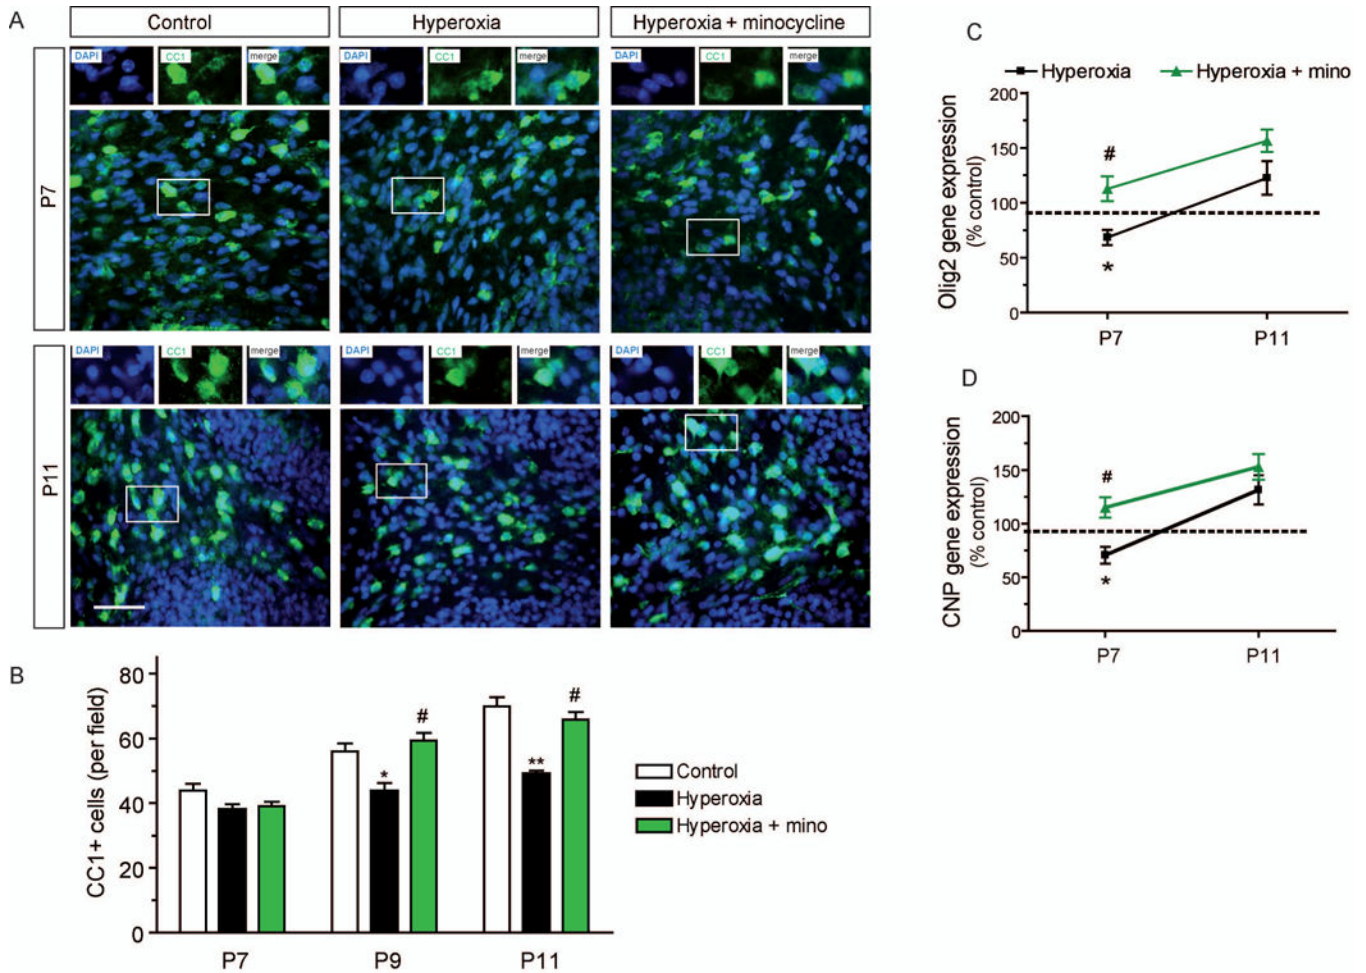 A
Control
Hyperoxia
Hyperoxia + minocycline
P7
DAPI
CC1
merge
DAPI
CC1
merge
DAPI
CC1
merge
P11
DAPI
CC1
merge
DAPI
CC1
merge
DAPI
CC1
merge
B
CC1+ cells (per field)
80
60
40
20
0
*
#
**
#
P7
P9
P11
Control
Hyperoxia
Hyperoxia + mino
C
Hyperoxia
Hyperoxia + mino
Olig2 gene expression
(% control)
200
150
100
50
0
#
*
P7
P11
D
CNP gene expression
(% control)
200
150
100
50
0
#
*
P7
P11